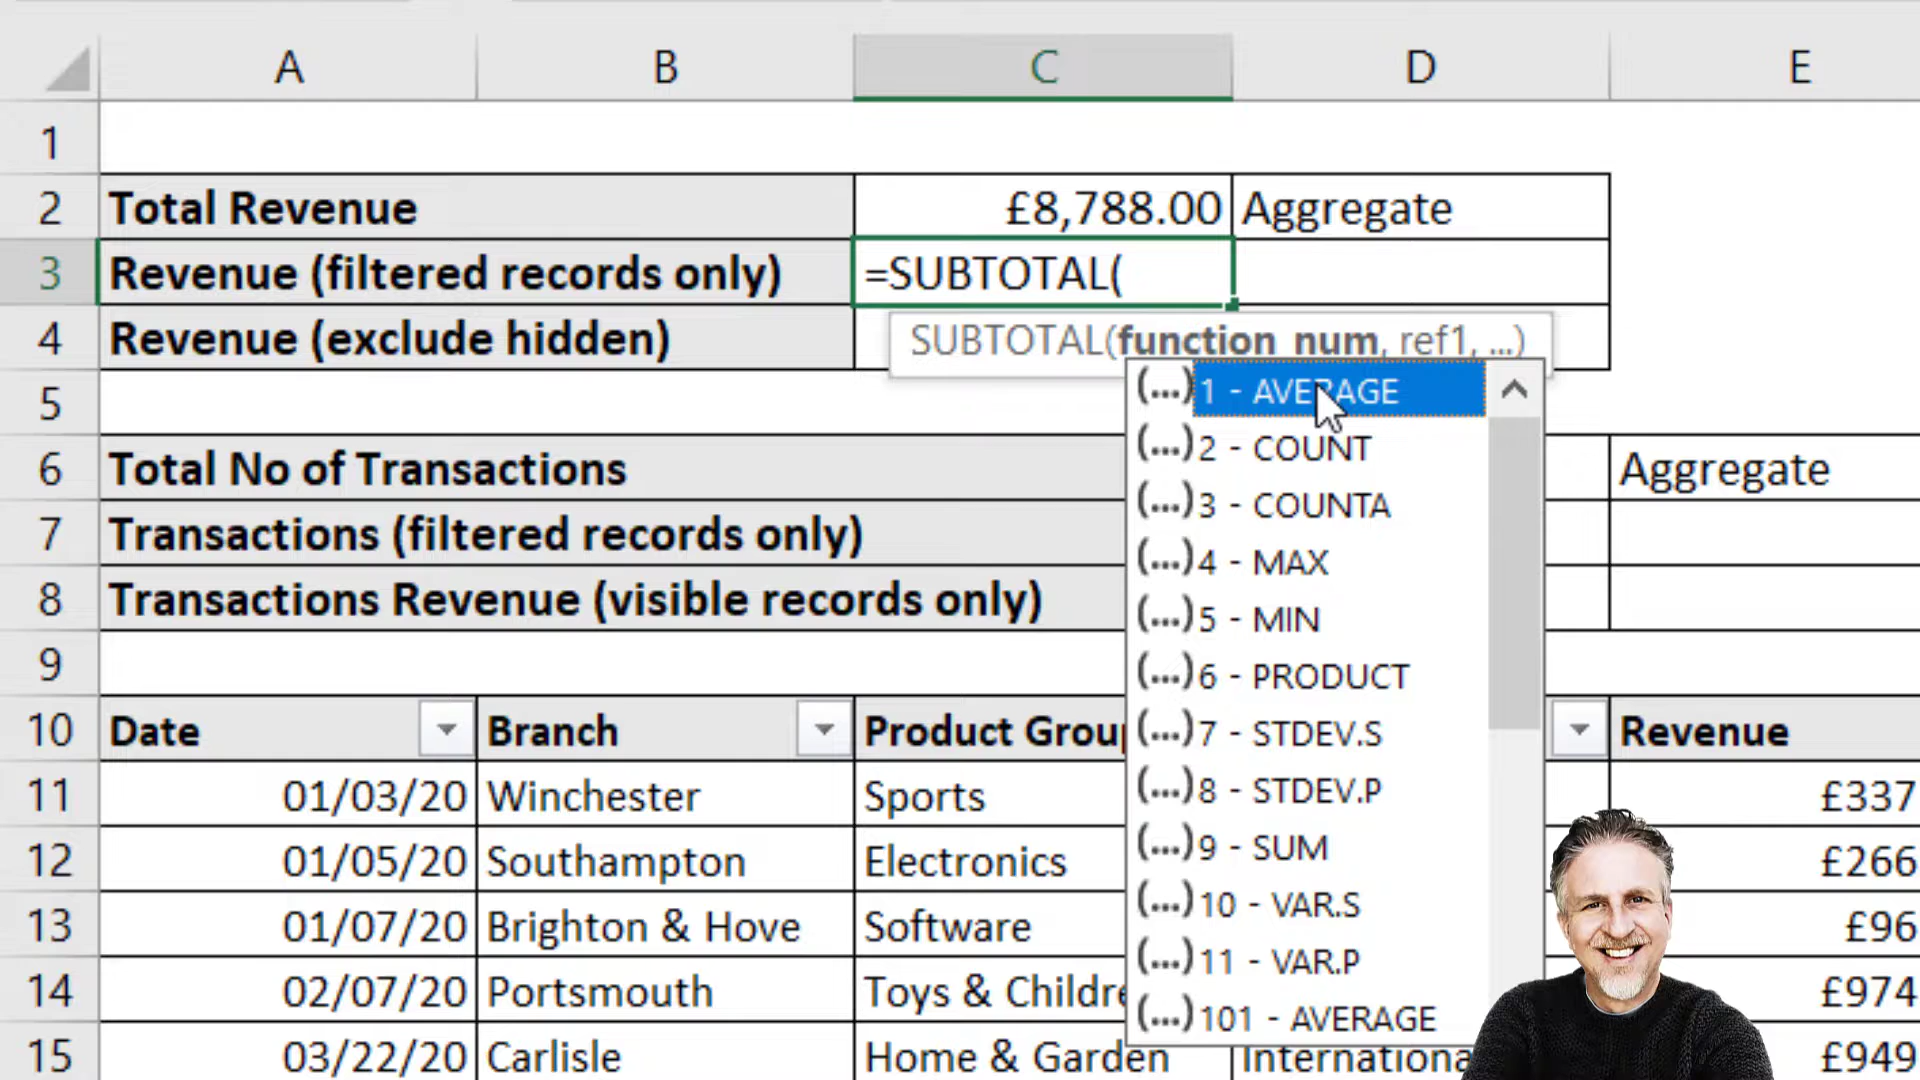 A B C D E
1
2 Total Revenue £8,788.00 Aggregate
3 Revenue (filtered records only) =SUBTOTAL(
4 Revenue (exclude hidden) SUBTOTAL(function_num, ref1, ...)
(...) 1 - AVERAGE
5
(...) 2 - COUNT
6 Total No of Transactions Aggregate
(...) 3 - COUNTA
7 Transactions (filtered records only)
(...) 4 - MAX
8 Transactions Revenue (visible records only)
(...) 5 - MIN
9
(...) 6 - PRODUCT
10 Date Branch Product Group Revenue
(...) 7 - STDEV.S
11 01/03/20 Winchester Sports £337
(...) 8 - STDEV.P
12 01/05/20 Southampton Electronics £266
(...) 9 - SUM
13 01/07/20 Brighton & Hove Software £96
(...) 10 - VAR.S
(...) 11 - VAR.P
14 02/07/20 Portsmouth Toys & Childre £974
(...) 101 - AVERAGE
15 03/22/20 Carlisle Home & Garden Internationa £949